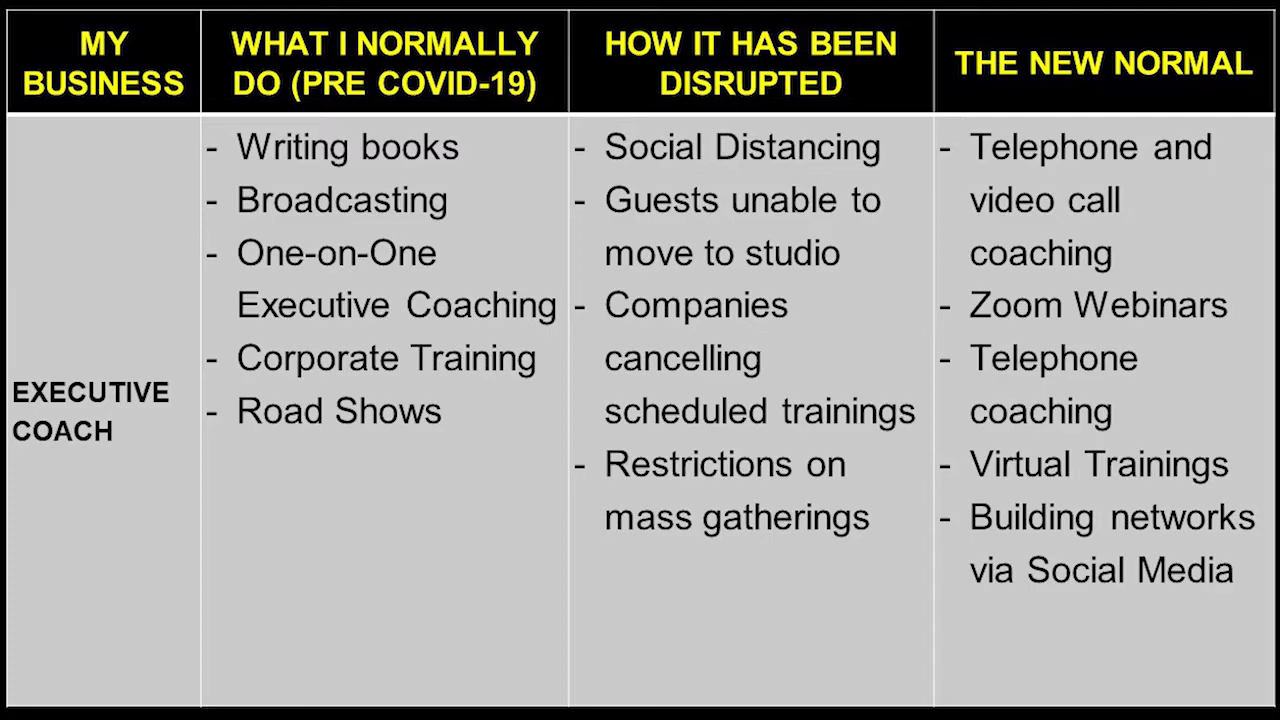 MY
BUSINESS
WHAT I NORMALLY
DO (PRE COVID-19)
HOW IT HAS BEEN
DISRUPTED
THE NEW NORMAL
EXECUTIVE
COACH
- Writing books
- Broadcasting
- One-on-One
Executive Coaching
- Corporate Training
- Road Shows
- Social Distancing
- Guests unable to
move to studio
- Companies
cancelling
scheduled trainings
- Restrictions on
mass gatherings
- Telephone and
video call
coaching
- Zoom Webinars
- Telephone
coaching
- Virtual Trainings
- Building networks
via Social Media